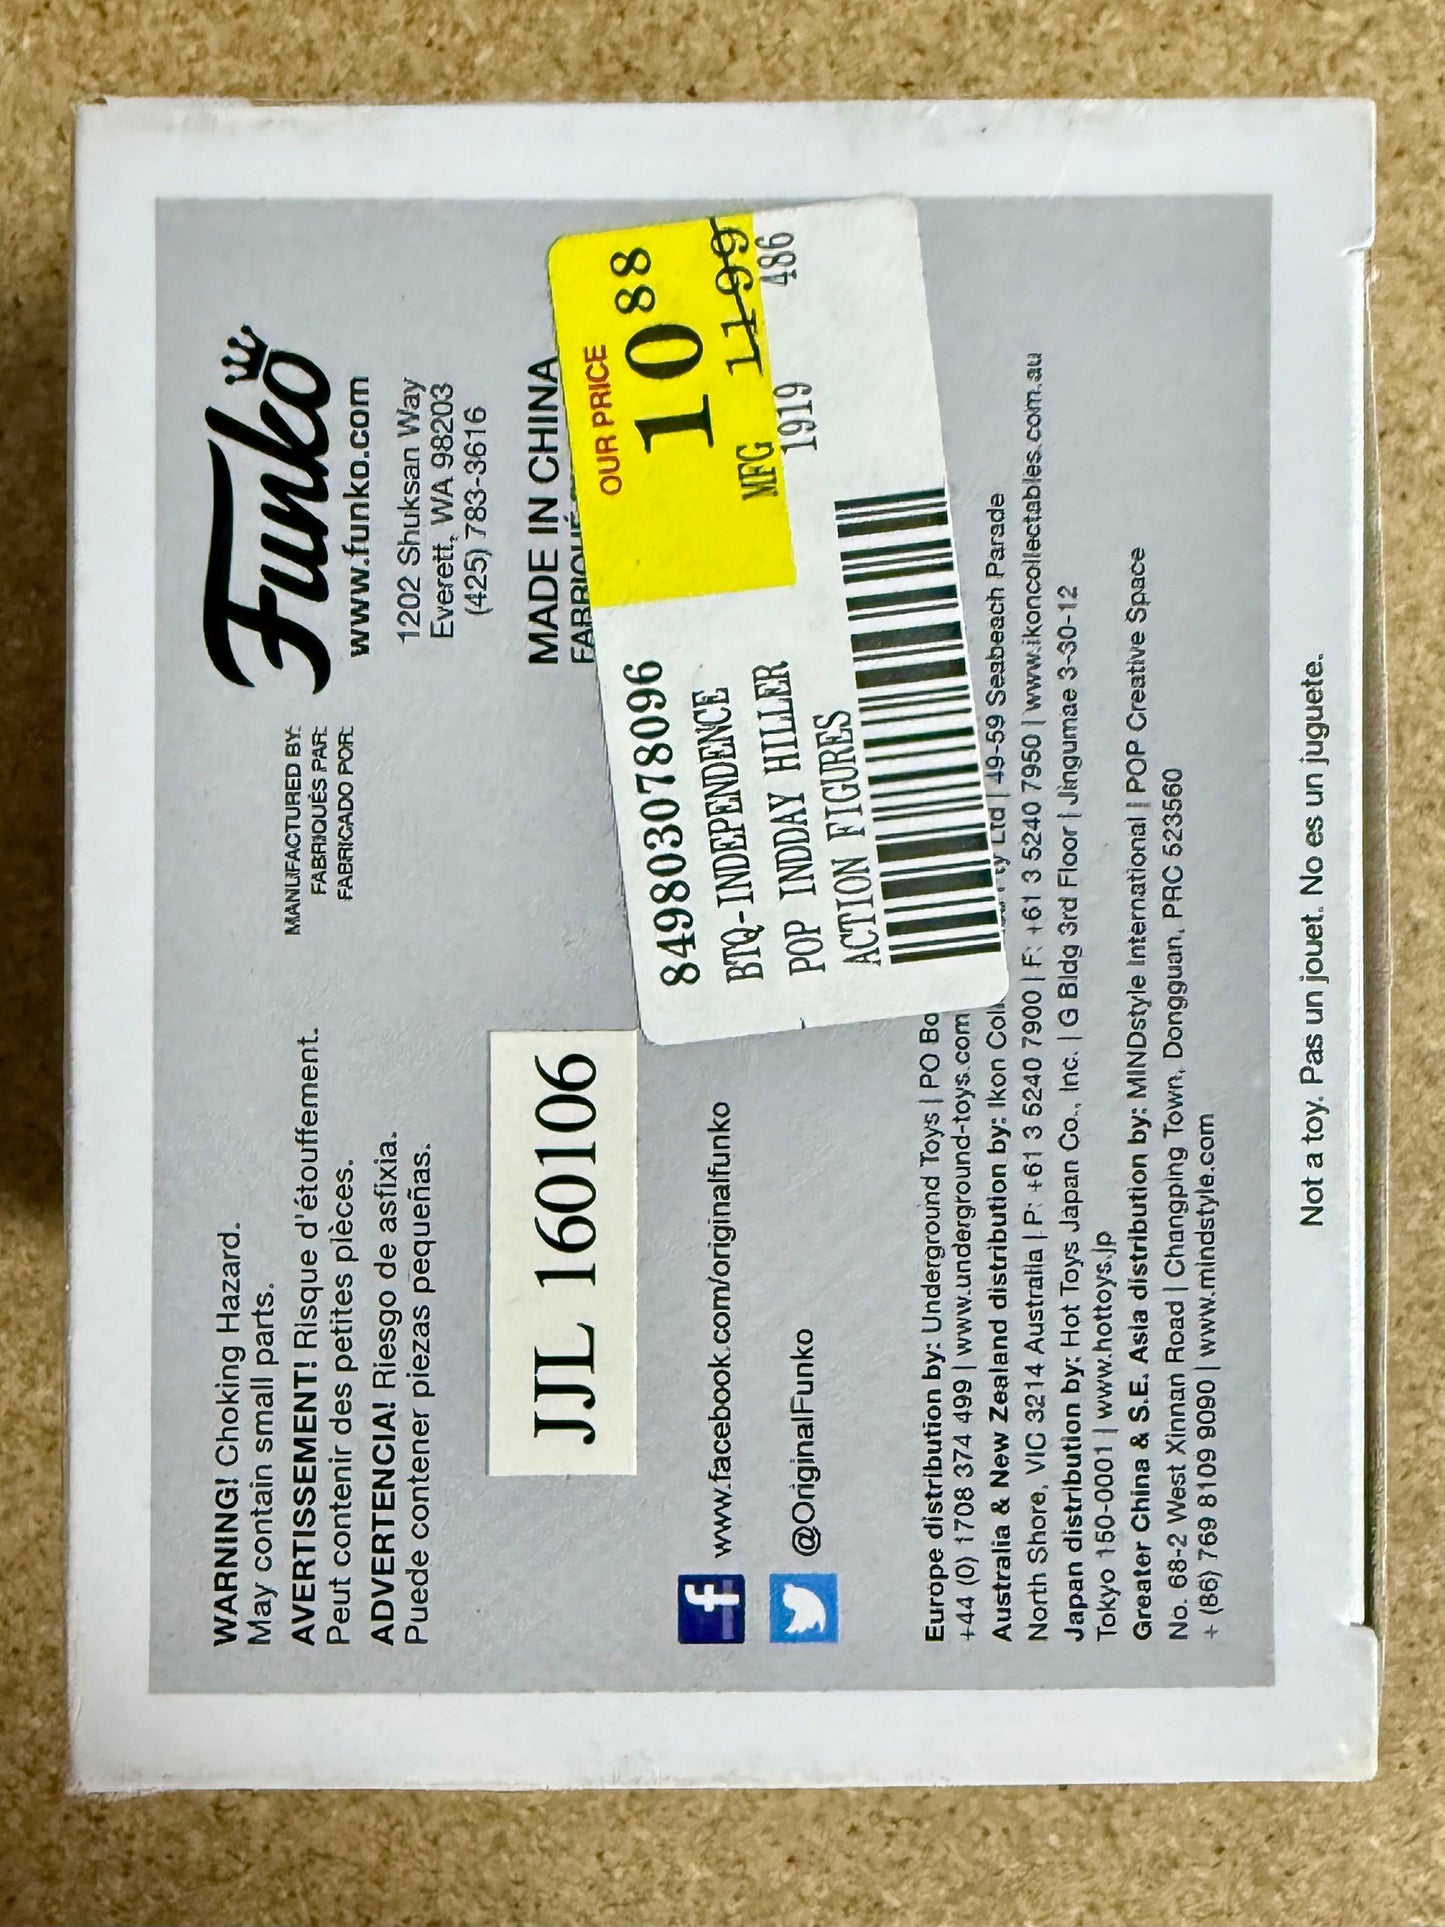 WARNING! Choking Hazard.
May contain small parts.
AVERTISSEMENT! Risque d'étouffement.
Peut contenir des petites pièces.
ADVERTENCIA! Riesgo de asfixia.
Puede contener piezas pequeñas.
MANUFACTURED BY:
FABRIQUÉS PAR:
FABRICADO POR:
Funko
www.funko.com
1202 Shuksan Way
Everett, WA 98203
(425) 783-3616
MADE IN CHINA
JJL 160106
f www.facebook.com/originalfunko
@OriginalFunko
OUR PRICE
10 88
MFG 11.99
1919 486
849803078096
BTQ-INDEPENDENCE
POP INDDAY HILLER
ACTION FIGURES
Europe distribution by: Underground Toys | PO
+44 (0) 1708 374 499 | www.underground-toys.com
Australia & New Zealand distribution by: Ikon Ltd | 49-59 Seabeach Parade
North Shore, VIC 3214 Australia | P: +61 3 5240 7900 | F: +61 3 5240 7950 | www.ikoncollectables.com.au
Japan distribution by: Hot Toys Japan Co., Inc. | G Bldg 3rd Floor | Jingumae 3-30-12
Tokyo 150-0001 | www.hottoys.jp
Greater China & S.E. Asia distribution by: MINDstyle International | POP Creative Space
No. 68-2 West Xinnan Road | Changping Town, Dongguan, PRC 523560
+ (86) 769 8109 9090 | www.mindstyle.com
Not a toy. Pas un jouet. No es un juguete.